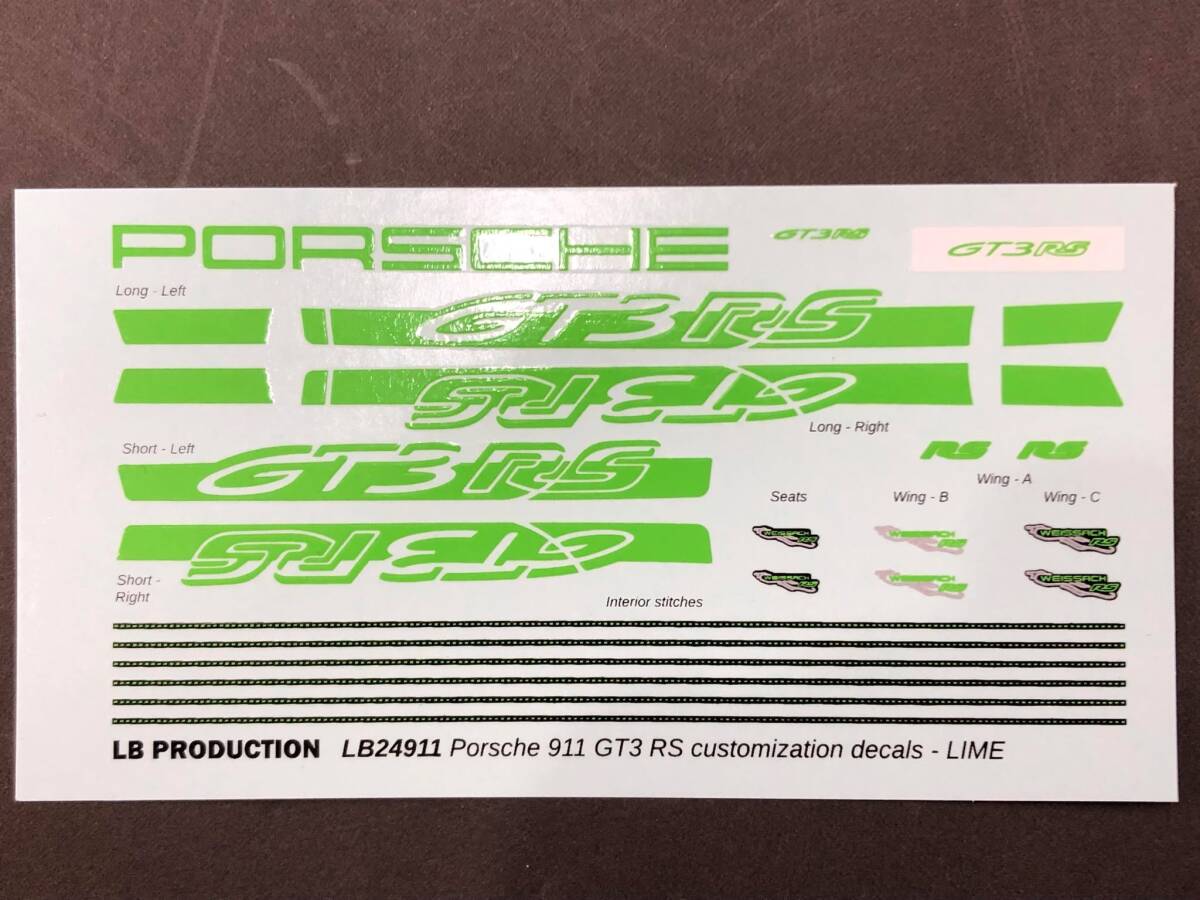 PORSCHE
GT3 RS
GT3 RS
Long - Left
GT3 RS
GT3 RS
Long - Right
Short - Left
GT3 RS
RS RS
Wing - A
Seats
Wing - B
Wing - C
GT3 RS
WEISSACH RS
WEISSACH RS
WEISSACH RS
WEISSACH RS
WEISSACH RS
WEISSACH RS
Short -
Right
Interior stitches
LB PRODUCTION LB24911 Porsche 911 GT3 RS customization decals - LIME